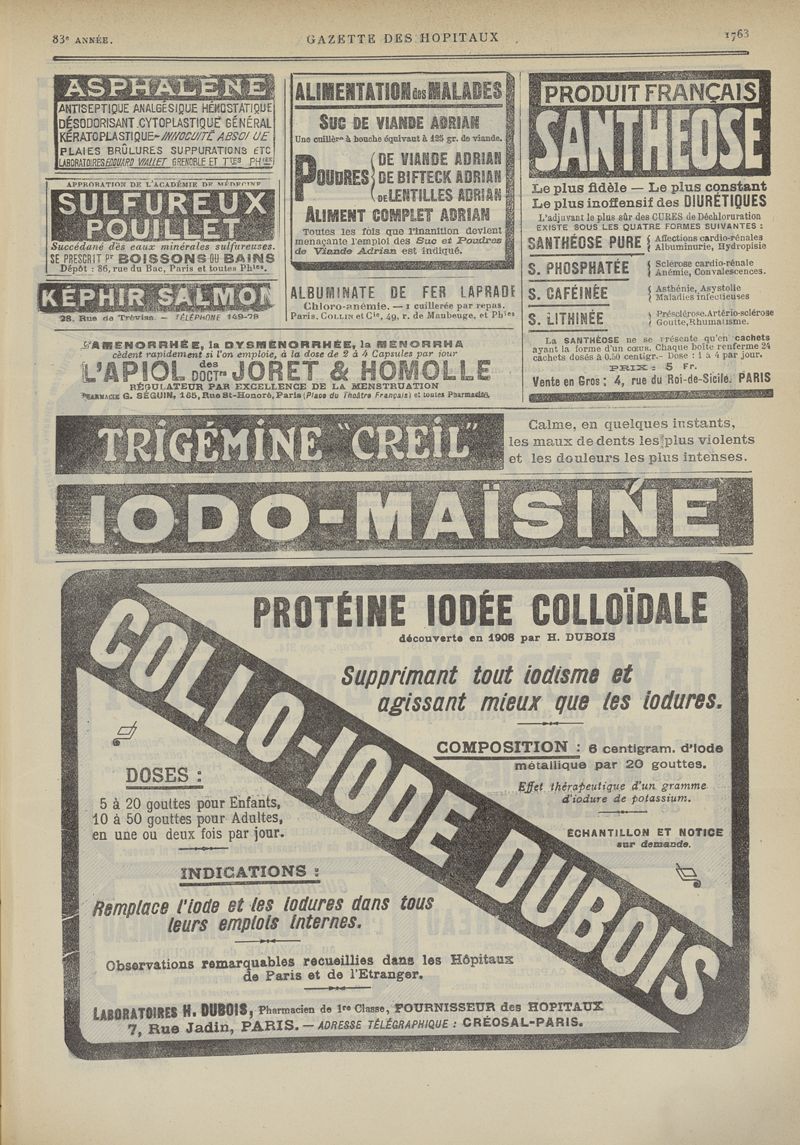 83e ANNÉE.
GAZETTE DES HOPITAUX
1763
ASPHALÈNE
ANTISEPTIQUE ANALGÉSIQUE HÉMOSTATIQUE
DÉSODORISANT CYTOPLASTIQUE GÉNÉRAL
KÉRATOPLASTIQUE-INNOCUITÉ ABSOLUE
PLAIES BRÛLURES SUPPURATIONS ETC
LABORATOIRES EDOUARD VIALLET GRENOBLE ET Ttes PHies
APPROBATION DE L'ACADÉMIE DE MÉDECINE
SULFUREUX
POUILLET
Succédané des eaux minérales sulfureuses.
SE PRESCRIT Pr BOISSONS OU BAINS
Dépôt : 86, rue du Bac, Paris et toutes Phies.
KÉPHIR SALMON
28, Rue de Trévise. — TÉLÉPHONE 149-78
ALIMENTATION des MALADES
SUC DE VIANDE ADRIAN
Une cuillère à bouche équivaut à 125 gr. de viande.
POUDRES
DE VIANDE ADRIAN
DE BIFTECK ADRIAN
DE LENTILLES ADRIAN
ALIMENT COMPLET ADRIAN
Toutes les fois que l'inanition devient
menaçante l'emploi des Suc et Poudres
de Viande Adrian est indiqué.
ALBUMINATE DE FER LAPRADE
Chloro-anémie. — 1 cuillerée par repas.
Paris. COLLIN et Cie, 49, r. de Maubeuge, et Phies
L'AMENORRHÉE, la DYSMÉNORRHÉE, la MENORRHA
cèdent rapidement si l'on emploie, à la dose de 2 à 4 Capsules par jour
L'APIOL des DOCTrs JORET & HOMOLLE
RÉGULATEUR PAR EXCELLENCE DE LA MENSTRUATION
PHARMACIE G. SÉGUIN, 165, Rue St-Honoré, Paris (Place du Théâtre Français) et toutes Pharmacies.
PRODUIT FRANÇAIS
SANTHEOSE
Le plus fidèle — Le plus constant
Le plus inoffensif des DIURÉTIQUES
L'adjuvant le plus sûr des CURES de Déchloruration
EXISTE SOUS LES QUATRE FORMES SUIVANTES :
SANTHÉOSE PURE { Affections cardio-rénales
Albuminurie, Hydropisie
S. PHOSPHATÉE { Sclérose cardio-rénale
Anémie, Convalescences.
S. CAFÉINÉE { Asthénie, Asystolie
Maladies infectieuses
S. LITHINÉE { Présclérose. Artério-sclérose
Goutte, Rhumatisme.
La SANTHÉOSE ne se présente qu'en cachets
ayant la forme d'un cœur. Chaque boîte renferme 24
cachets dosés à 0.50 centigr.- Dose : 1 à 4 par jour.
PRIX : 5 Fr.
Vente en Gros : 4, rue du Roi-de-Sicile. PARIS
TRIGÉMINE "CREIL"
Calme, en quelques instants,
les maux de dents les plus violents
et les douleurs les plus intenses.
IODO-MAÏSINE
COLLO-IODE DUBOIS
PROTÉINE IODÉE COLLOÏDALE
découverte en 1908 par H. DUBOIS
Supprimant tout iodisme et
agissant mieux que les iodures.
COMPOSITION : 6 centigram. d'iode
métallique par 20 gouttes.
Effet thérapeutique d'un gramme
d'iodure de potassium.
ÉCHANTILLON ET NOTICE
sur demande.
DOSES :
5 à 20 gouttes pour Enfants,
10 à 50 gouttes pour Adultes,
en une ou deux fois par jour.
INDICATIONS :
Remplace l'iode et les iodures dans tous
leurs emplois internes.
Observations remarquables recueillies dans les Hôpitaux
de Paris et de l'Etranger.
LABORATOIRES H. DUBOIS, Pharmacien de 1re Classe, FOURNISSEUR des HOPITAUX
7, Rue Jadin, PARIS. — ADRESSE TÉLÉGRAPHIQUE : CRÉOSAL-PARIS.